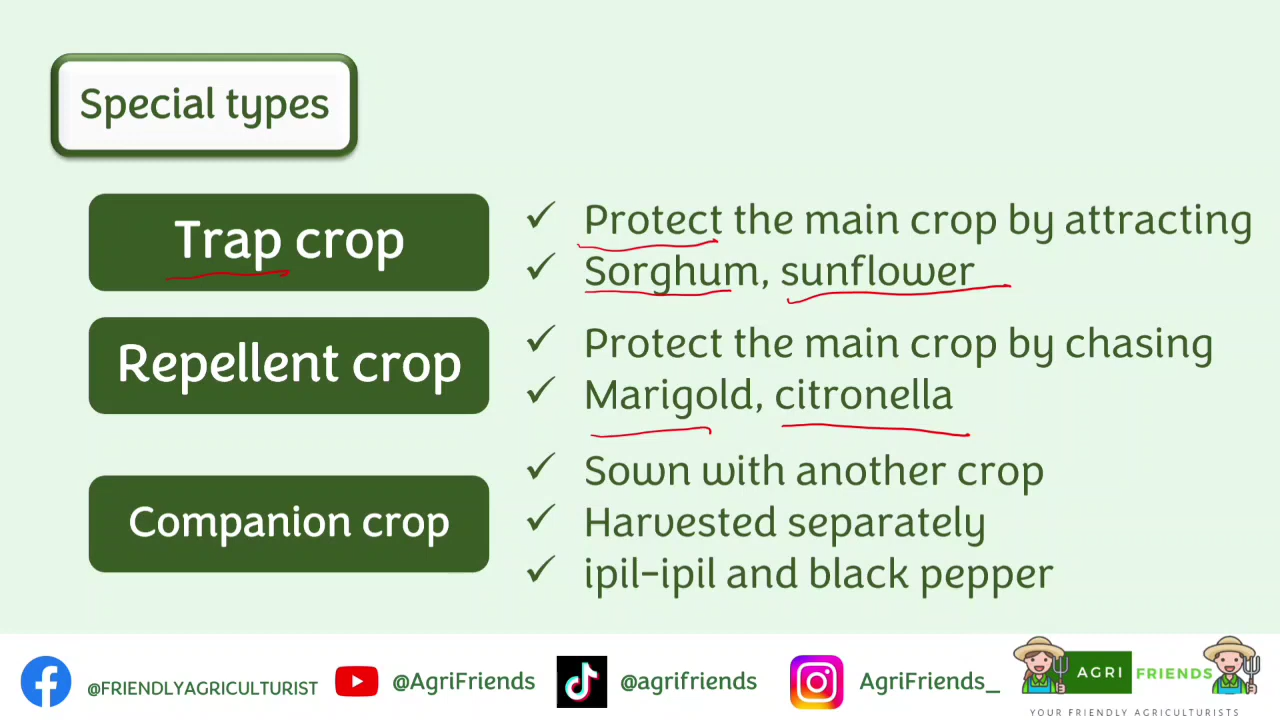 Special types
Trap crop
✓ Protect the main crop by attracting
✓ Sorghum, sunflower
Repellent crop
✓ Protect the main crop by chasing
✓ Marigold, citronella
Companion crop
✓ Sown with another crop
✓ Harvested separately
✓ ipil-ipil and black pepper
@FRIENDLYAGRICULTURIST
@AgriFriends
@agrifriends
AgriFriends_
AGRI FRIENDS
YOUR FRIENDLY AGRICULTURISTS